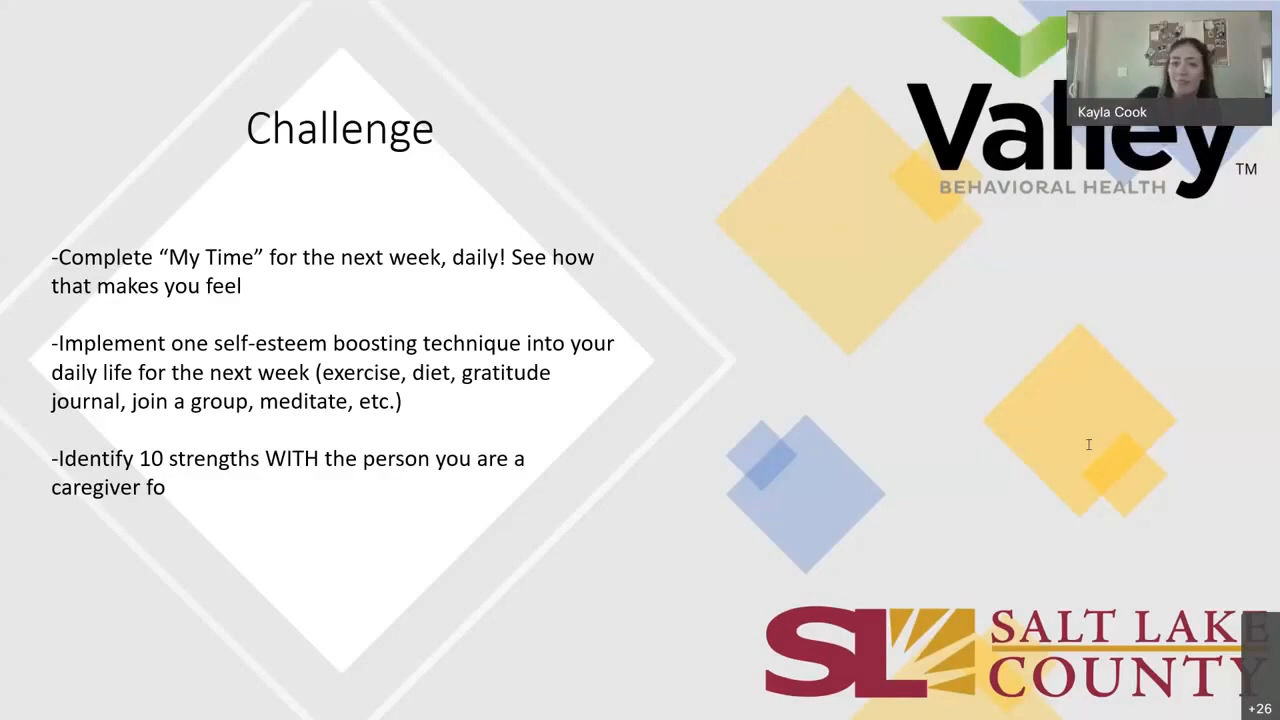 Challenge
-Complete “My Time” for the next week, daily! See how
that makes you feel
-Implement one self-esteem boosting technique into your
daily life for the next week (exercise, diet, gratitude
journal, join a group, meditate, etc.)
-Identify 10 strengths WITH the person you are a
caregiver fo
Kayla Cook
Valley
TM
BEHAVIORAL HEALTH
SL
SALT LAKE
COUNTY
+26